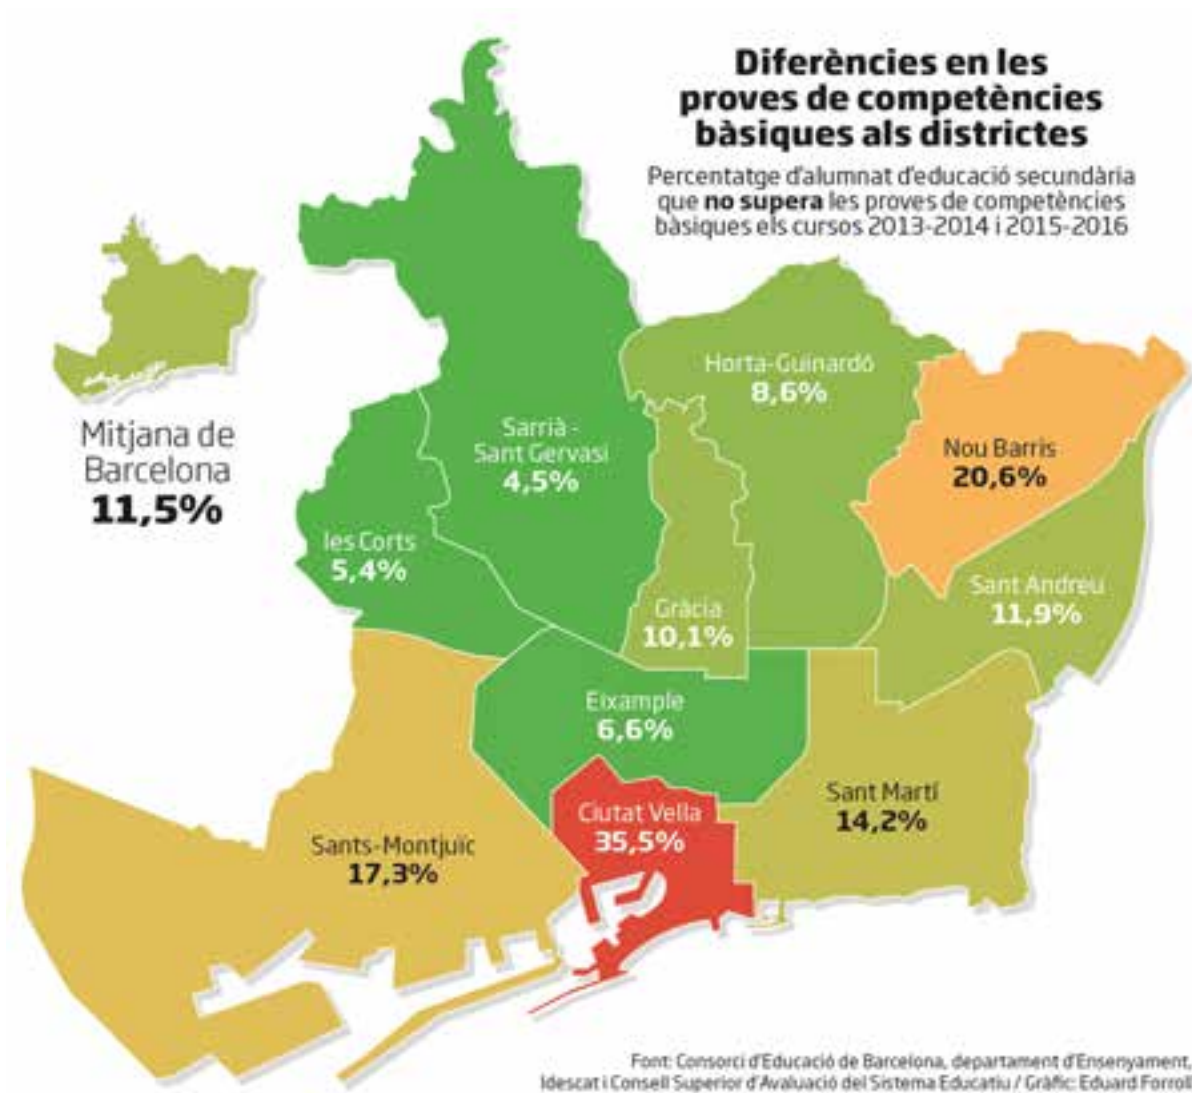 Diferències en les
proves de competències
bàsiques als districtes
Percentatge d'alumnat d'educació secundària
que no supera les proves de competències
bàsiques els cursos 2013-2014 i 2015-2016
Mitjana de
Barcelona
11,5%
Horta-Guinardó
8,6%
Nou Barris
20,6%
Sarrià -
Sant Gervasi
4,5%
les Corts
5,4%
Gràcia
10,1%
Sant Andreu
11,9%
Eixample
6,6%
Sant Martí
14,2%
Ciutat Vella
35,5%
Sants-Montjuïc
17,3%
Font: Consorci d'Educació de Barcelona, departament d'Ensenyament,
Idescat i Consell Superior d'Avaluació del Sistema Educatiu / Gràfic: Eduard Forroll